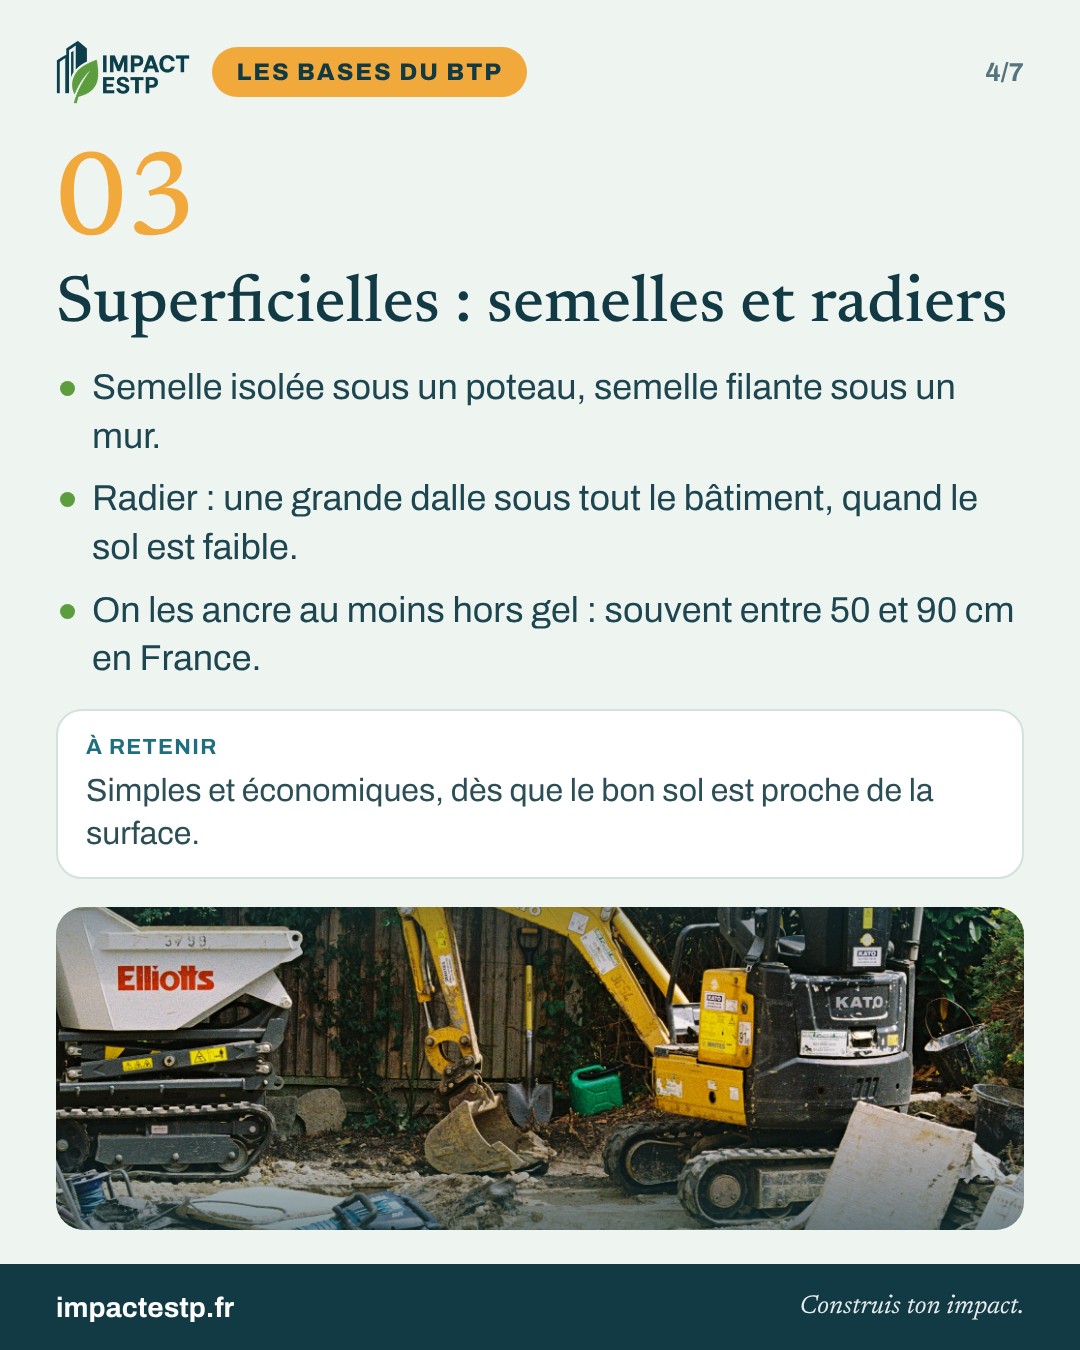 IMPACT
ESTP
LES BASES DU BTP
4/7
03
Superficielles : semelles et radiers
Semelle isolée sous un poteau, semelle filante sous un
mur.
Radier : une grande dalle sous tout le bâtiment, quand le
sol est faible.
On les ancre au moins hors gel : souvent entre 50 et 90 cm
en France.
À RETENIR
Simples et économiques, dès que le bon sol est proche de la
surface.
3799
Elliotts
KATO
KATO
KATO
impactestp.fr
Construis ton impact.